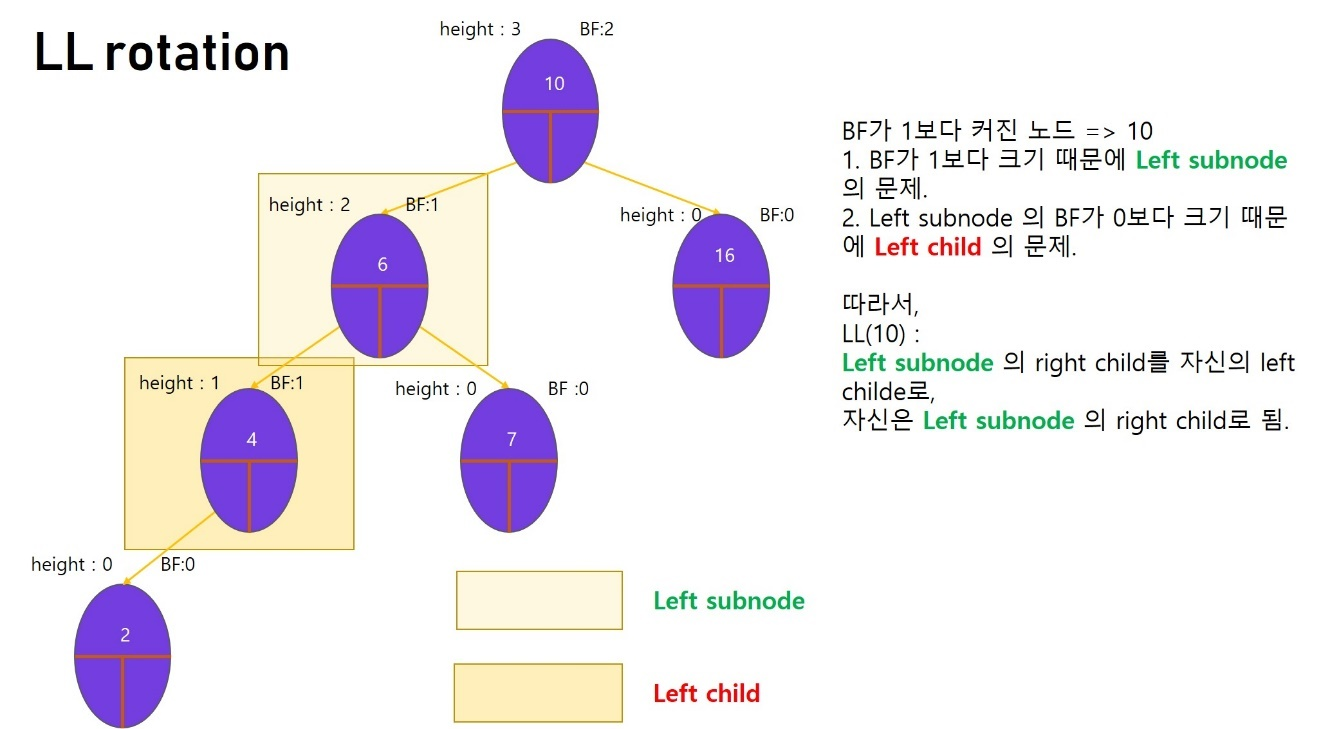 LL rotation
height : 3
BF:2
10
height : 2
BF:1
6
height : 0
BF:0
16
height : 1
BF:1
4
height : 0
BF :0
7
height : 0
BF:0
2
Left subnode
Left child
BF가 1보다 커진 노드 => 10
1. BF가 1보다 크기 때문에 Left subnode
의 문제.
2. Left subnode 의 BF가 0보다 크기 때문
에 Left child 의 문제.
따라서,
LL(10) :
Left subnode 의 right child를 자신의 left
childe로,
자신은 Left subnode 의 right child로 됨.